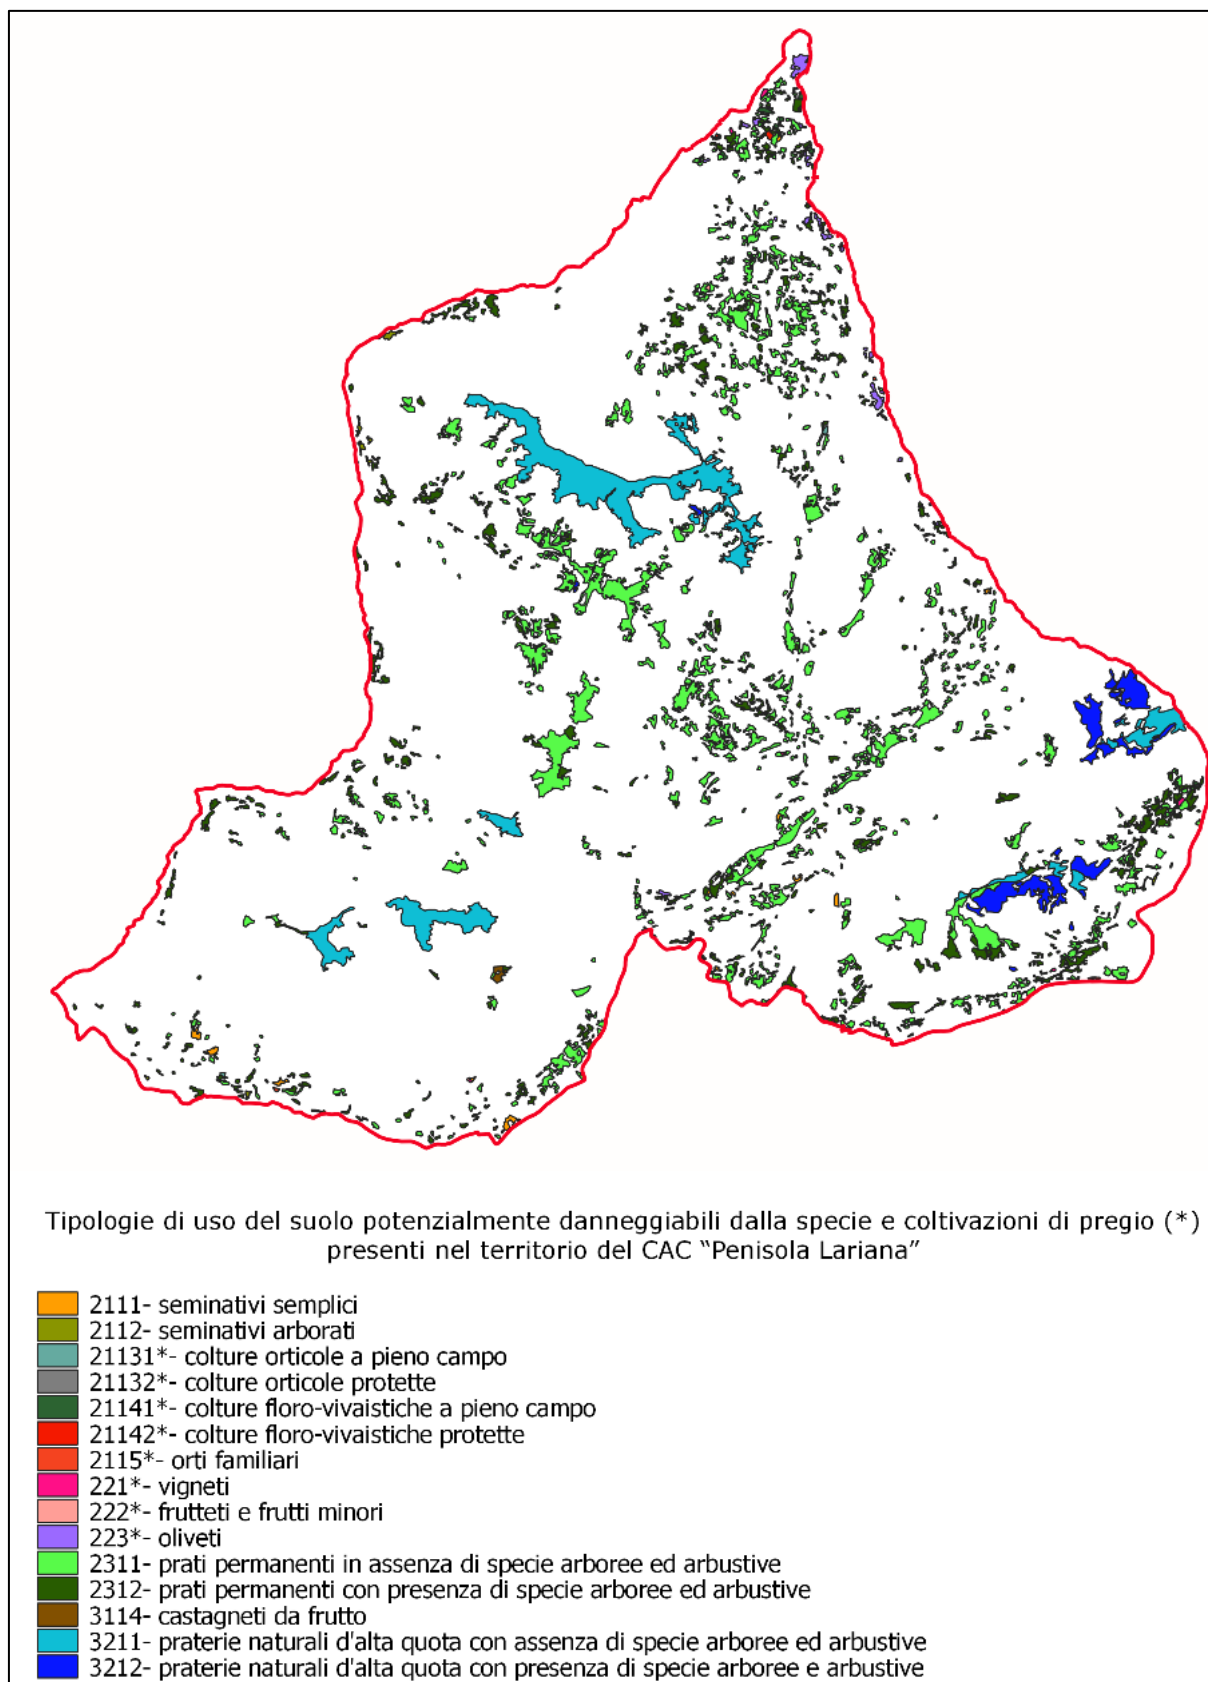 Tipologie di uso del suolo potenzialmente danneggiabili dalla specie e coltivazioni di pregio (*)
presenti nel territorio del CAC “Penisola Lariana”
2111- seminativi semplici
2112- seminativi arborati
21131*- colture orticole a pieno campo
21132*- colture orticole protette
21141*- colture floro-vivaistiche a pieno campo
21142*- colture floro-vivaistiche protette
2115*- orti familiari
221*- vigneti
222*- frutteti e frutti minori
223*- oliveti
2311- prati permanenti in assenza di specie arboree ed arbustive
2312- prati permanenti con presenza di specie arboree ed arbustive
3114- castagneti da frutto
3211- praterie naturali d'alta quota con assenza di specie arboree ed arbustive
3212- praterie naturali d'alta quota con presenza di specie arboree e arbustive